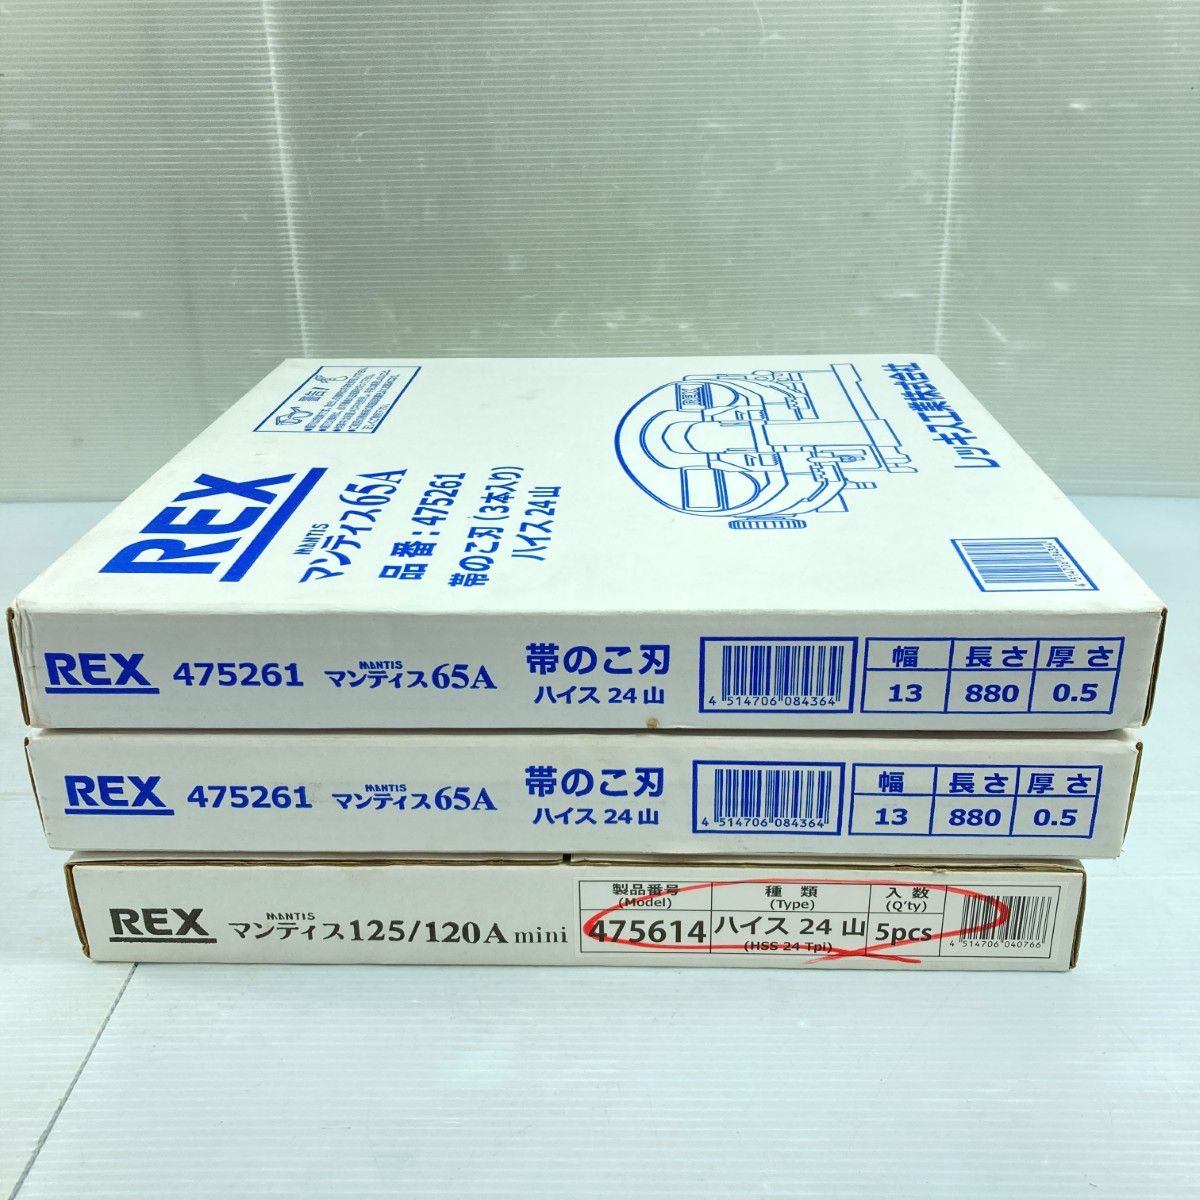 警告!
REX
MANTIS
マンティス65A
品番:475261
帯のこ刃(3本入り)
ハイス24山
REX
レッキス工業株式会社
4 514706 084364
REX 475261 MANTIS マンティス65A 帯のこ刃 ハイス 24 山
4 514706 084364
幅 長さ 厚さ
13 880 0.5
REX 475261 MANTIS マンティス65A 帯のこ刃 ハイス 24 山
4 514706 084364
幅 長さ 厚さ
13 880 0.5
REX MANTIS マンティス125/120A mini
製品番号 種類 入数
(Model) (Type) (Q'ty)
475614 ハイス 24 山 5pcs
(HSS 24 Tpi)
4 514706 040766